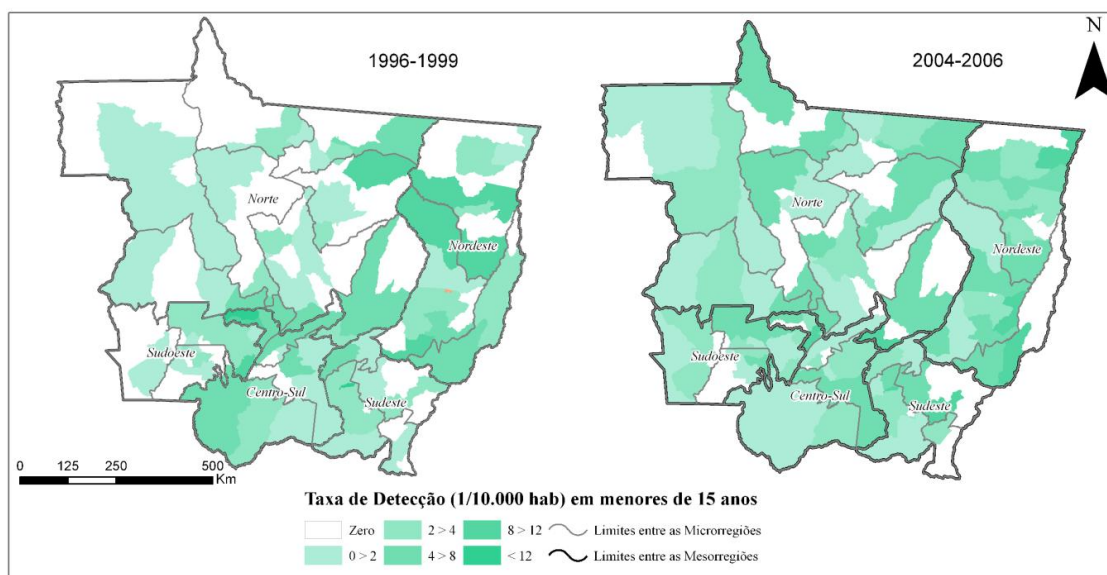 1996-1999
2004-2006
N
Norte
Nordeste
Sudoeste
Centro-Sul
Sudeste
Norte
Nordeste
Sudoeste
Centro-Sul
Sudeste
0 125 250 500
Km
Taxa de Detecção (1/10.000 hab) em menores de 15 anos
Zero 2 > 4 8 > 12 Limites entre as Microrregiões
0 > 2 4 > 8 < 12 Limites entre as Mesorregiões